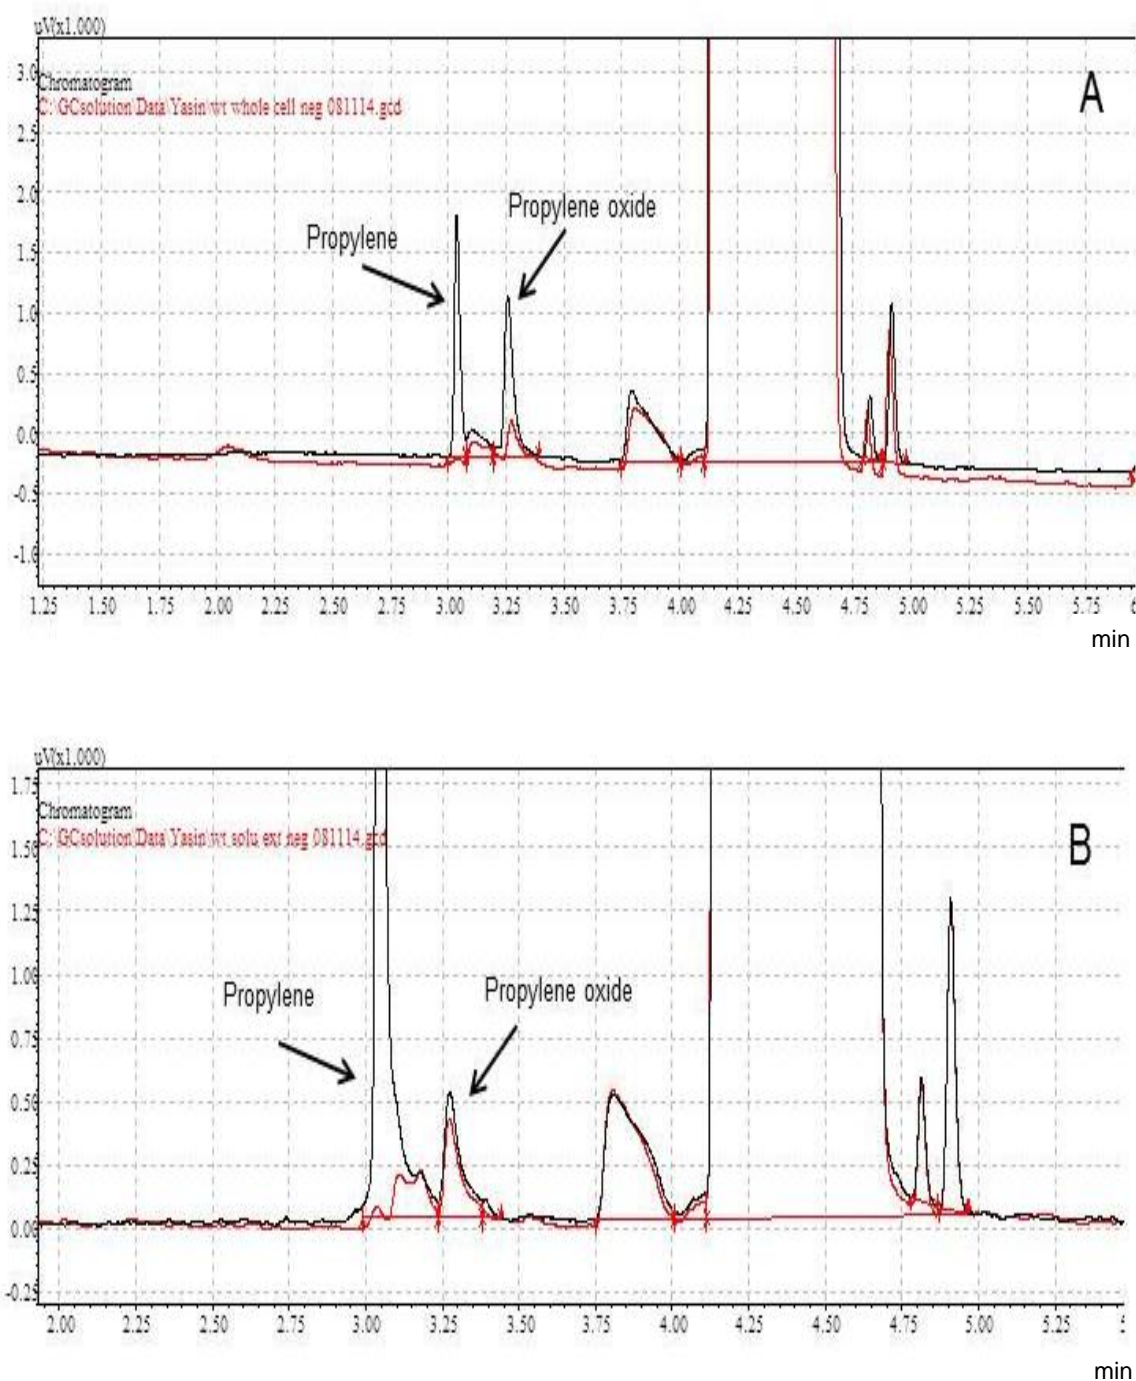 uV(x1,000)
3.0
Chromatogram
C:\GCsolution\Data\Yasin\wt whole cell neg 081114.gcd
A
2.5
2.0
Propylene oxide
Propylene
1.5
1.0
0.5
0.0
-0.5
-1.0
1.25 1.50 1.75 2.00 2.25 2.50 2.75 3.00 3.25 3.50 3.75 4.00 4.25 4.50 4.75 5.00 5.25 5.50 5.75
min
uV(x1,000)
1.75
Chromatogram
C:\GCsolution\Data\Yasin\wt solu ext neg 081114.gcd
B
1.50
1.25
1.00
Propylene oxide
Propylene
0.75
0.50
0.25
0.00
-0.25
2.00 2.25 2.50 2.75 3.00 3.25 3.50 3.75 4.00 4.25 4.50 4.75 5.00 5.25
min